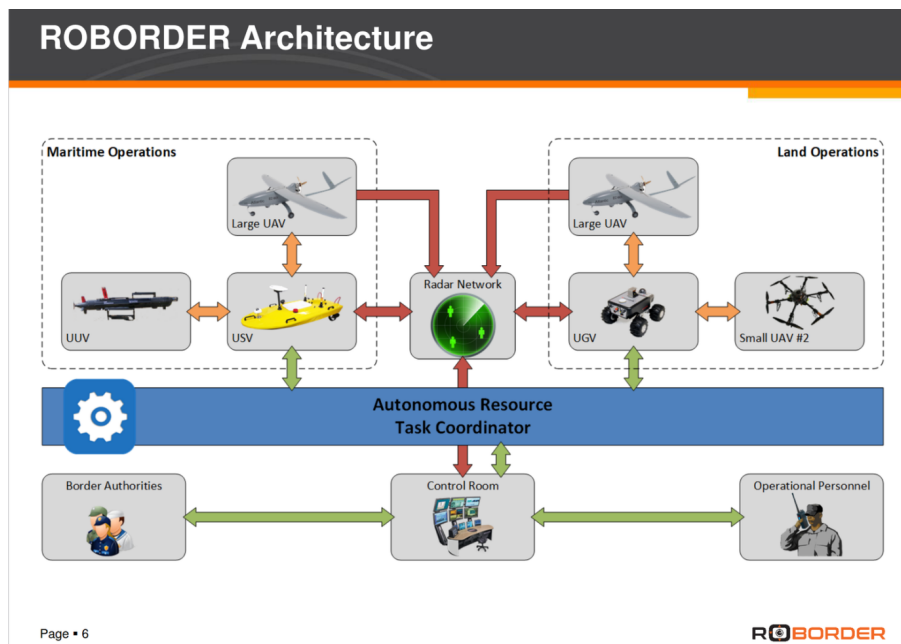 ROBORDER Architecture
Maritime Operations
Land Operations
Large UAV
Large UAV
Radar Network
UUV
USV
UGV
Small UAV #2
Autonomous Resource
Task Coordinator
Border Authorities
Control Room
Operational Personnel
Page ▪ 6
ROBORDER